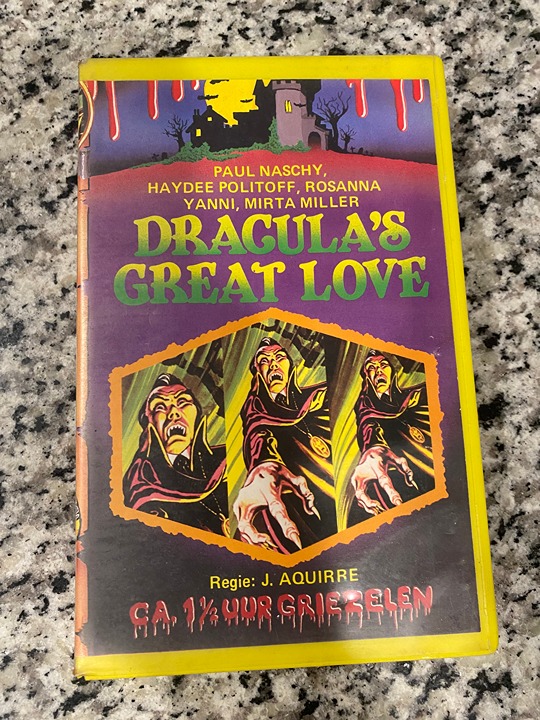 PAUL NASCHY,
HAYDEE POLITOFF, ROSANNA
YANNI, MIRTA MILLER
DRACULA'S
GREAT LOVE
Regie: J. AQUIRRE
CA. 1½ UUR GRIEZELEN